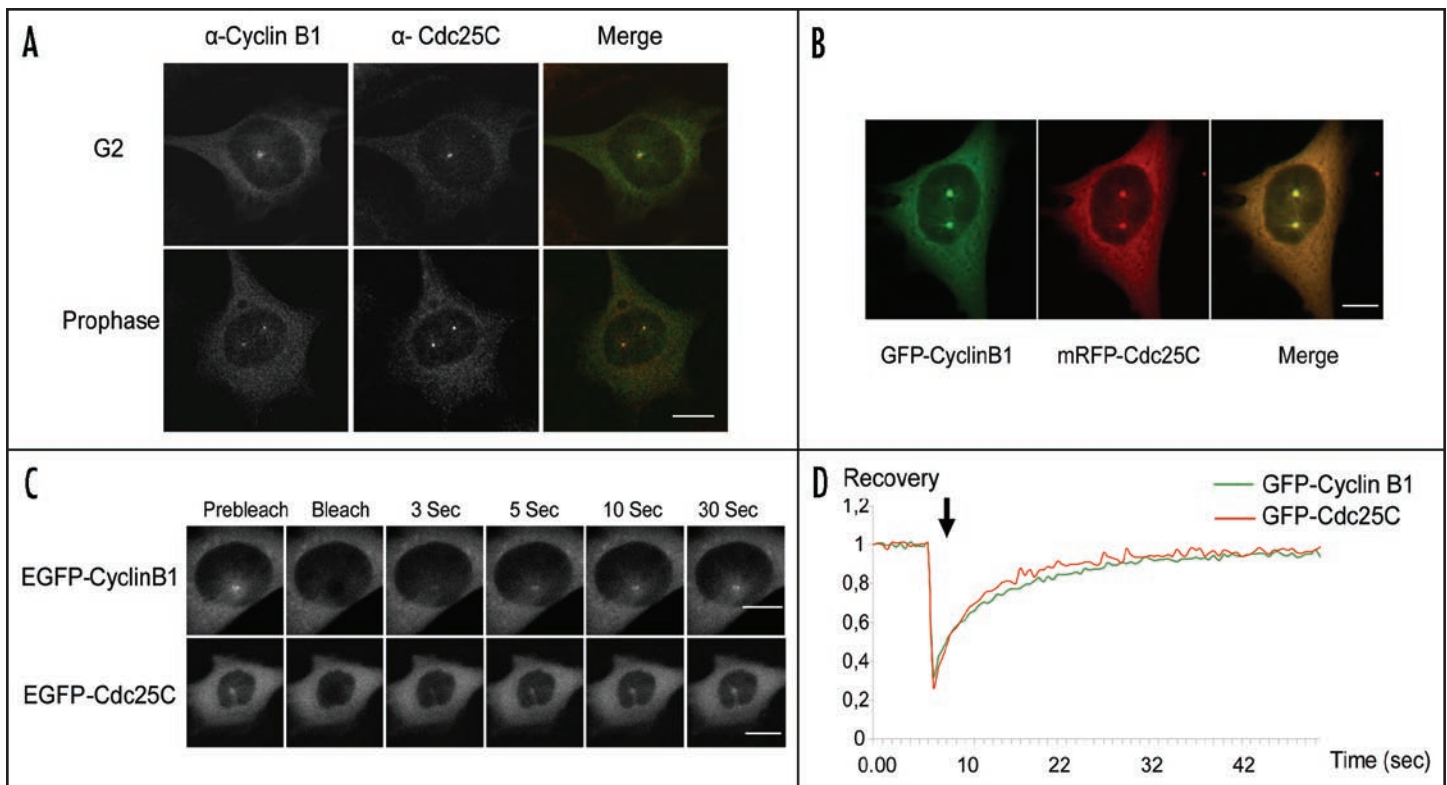 A
α-Cyclin B1 α- Cdc25C Merge
G2
Prophase
B
GFP-CyclinB1 mRFP-Cdc25C Merge
C
Prebleach Bleach 3 Sec 5 Sec 10 Sec 30 Sec
EGFP-CyclinB1
EGFP-Cdc25C
D
Recovery
GFP-Cyclin B1
GFP-Cdc25C
1,2
1
0,8
0,6
0,4
0,2
0
0.00 10 22 32 42 Time (sec)